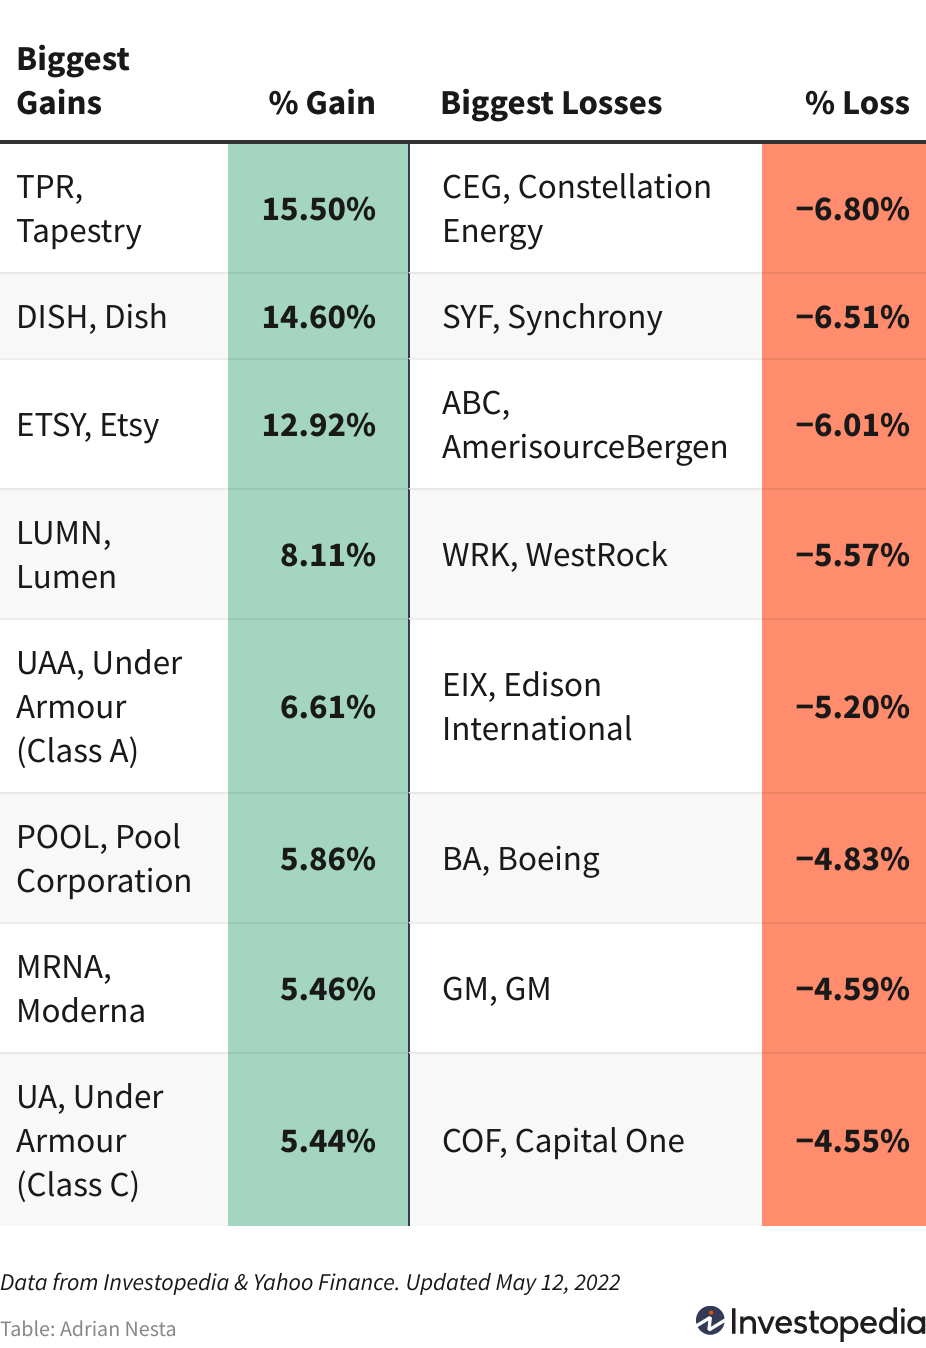 Biggest
Gains
% Gain
Biggest Losses
% Loss
TPR,
Tapestry
15.50%
CEG, Constellation
Energy
−6.80%
DISH, Dish
14.60%
SYF, Synchrony
−6.51%
ETSY, Etsy
12.92%
ABC,
AmerisourceBergen
−6.01%
LUMN,
Lumen
8.11%
WRK, WestRock
−5.57%
UAA, Under
Armour
(Class A)
6.61%
EIX, Edison
International
−5.20%
POOL, Pool
Corporation
5.86%
BA, Boeing
−4.83%
MRNA,
Moderna
5.46%
GM, GM
−4.59%
UA, Under
Armour
(Class C)
5.44%
COF, Capital One
−4.55%
Data from Investopedia & Yahoo Finance. Updated May 12, 2022
Table: Adrian Nesta
Investopedia